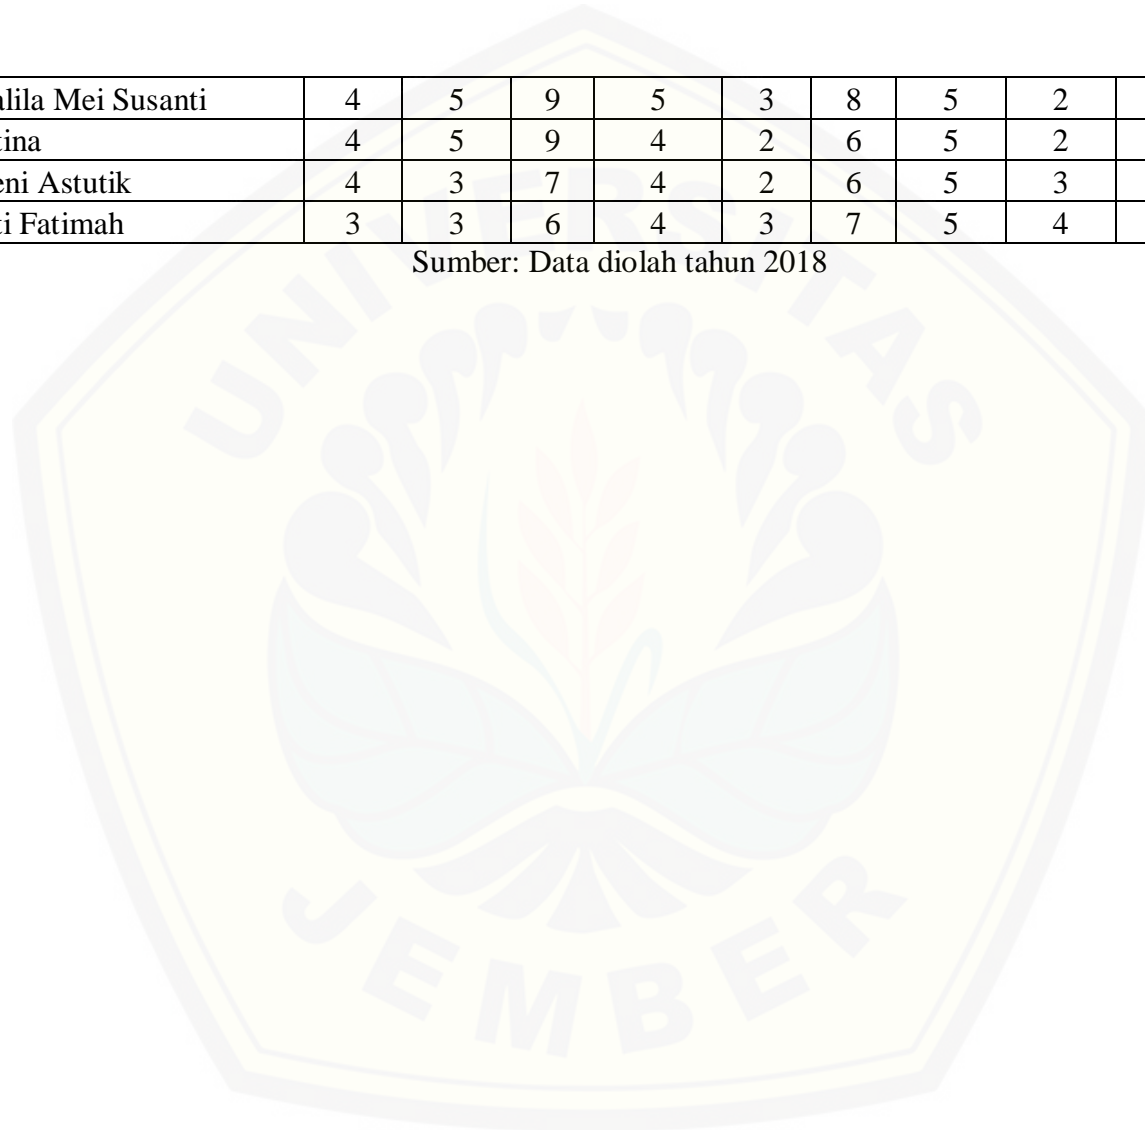 alila Mei Susanti 4 5 9 5 3 8 5 2
tina 4 5 9 4 2 6 5 2
eni Astutik 4 3 7 4 2 6 5 3
ti Fatimah 3 3 6 4 3 7 5 4
Sumber: Data diolah tahun 2018
UNIVERSITAS
JEMBER